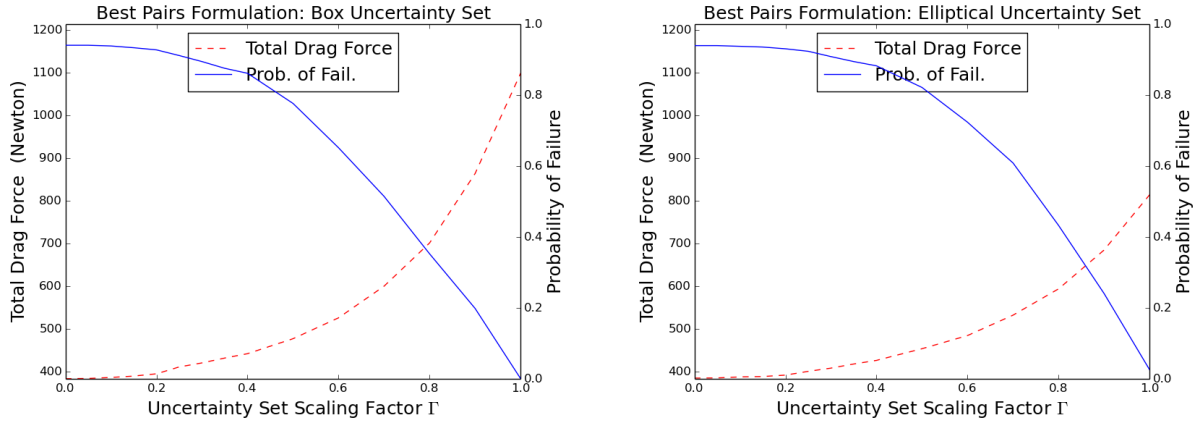 Best Pairs Formulation: Box Uncertainty Set
Total Drag Force
Prob. of Fail.
Total Drag Force (Newton)
1200
1100
1000
900
800
700
600
500
400
Probability of Failure
1.0
0.8
0.6
0.4
0.2
0.0
0.0 0.2 0.4 0.6 0.8 1.0
Uncertainty Set Scaling Factor Γ
Best Pairs Formulation: Elliptical Uncertainty Set
Total Drag Force
Prob. of Fail.
Total Drag Force (Newton)
1200
1100
1000
900
800
700
600
500
400
Probability of Failure
1.0
0.8
0.6
0.4
0.2
0.0
0.0 0.2 0.4 0.6 0.8 1.0
Uncertainty Set Scaling Factor Γ